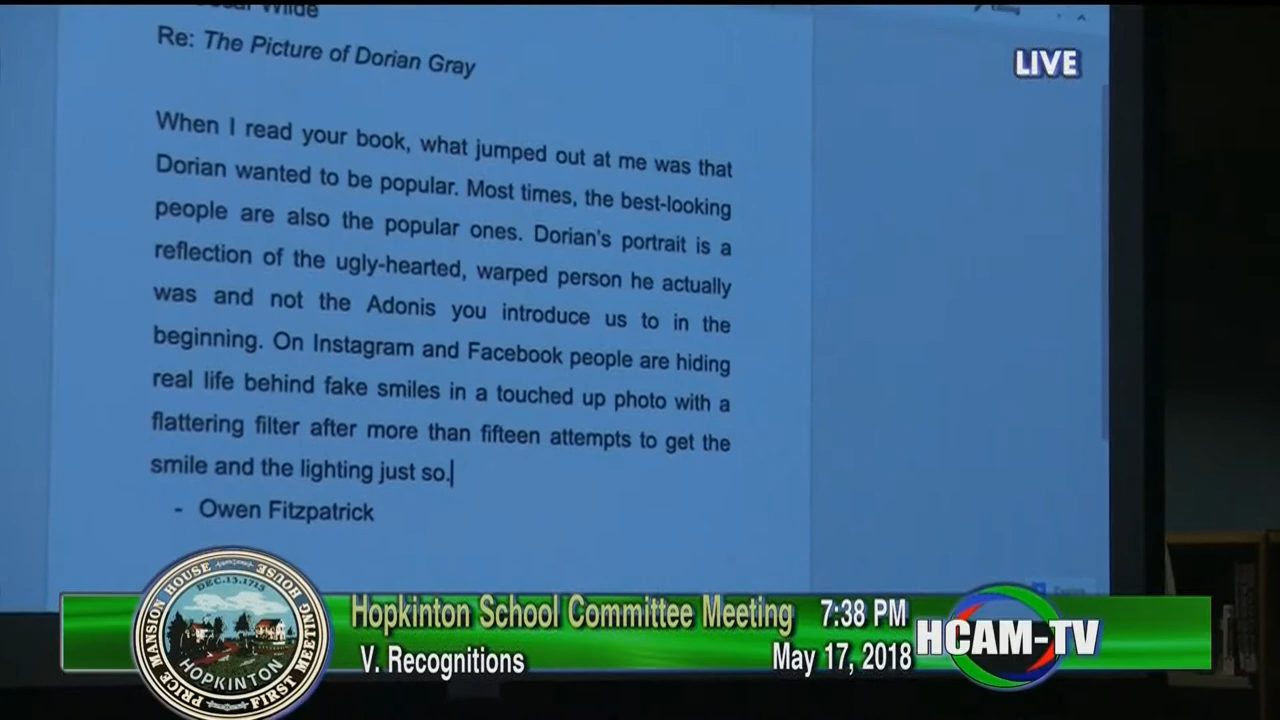 Wilde
Re: The Picture of Dorian Gray
LIVE
When I read your book, what jumped out at me was that
Dorian wanted to be popular. Most times, the best-looking
people are also the popular ones. Dorian's portrait is a
reflection of the ugly-hearted, warped person he actually
was and not the Adonis you introduce us to in the
beginning. On Instagram and Facebook people are hiding
real life behind fake smiles in a touched up photo with a
flattering filter after more than fifteen attempts to get the
smile and the lighting just so.
- Owen Fitzpatrick
PRICE MANSION HOUSE FIRST MEETING HOUSE
DEC.13.1715
HOPKINTON
Hopkinton School Committee Meeting 7:38 PM
V. Recognitions May 17, 2018
HCAM-TV